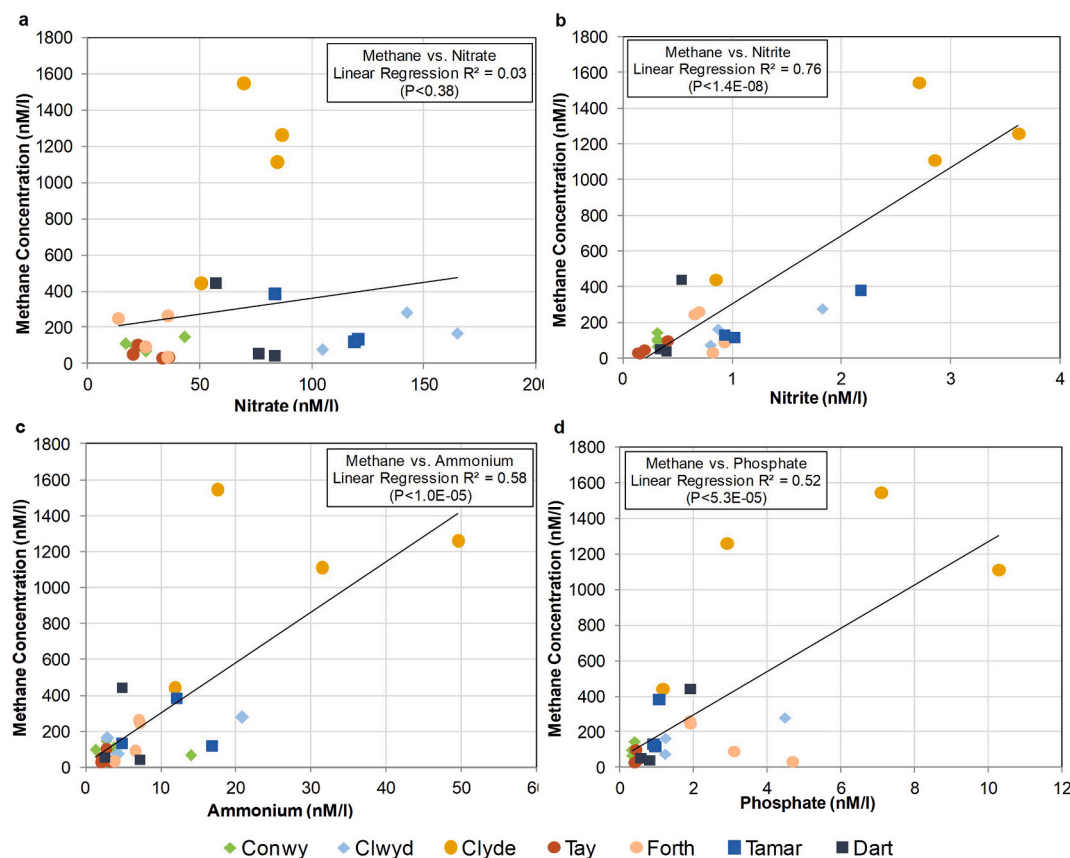 a
Methane vs. Nitrate
Linear Regression R² = 0.03
(P<0.38)
Methane Concentration (nM/l)
1800
1600
1400
1200
1000
800
600
400
200
0
0 50 100 150 200
Nitrate (nM/l)
b
Methane vs. Nitrite
Linear Regression R² = 0.76
(P<1.4E-08)
Methane Concentration (nM/l)
1800
1600
1400
1200
1000
800
600
400
200
0
0 1 2 3 4
Nitrite (nM/l)
c
Methane vs. Ammonium
Linear Regression R² = 0.58
(P<1.0E-05)
Methane Concentration (nM/l)
1800
1600
1400
1200
1000
800
600
400
200
0
0 10 20 30 40 50 60
Ammonium (nM/l)
d
Methane vs. Phosphate
Linear Regression R² = 0.52
(P<5.3E-05)
Methane Concentration (nM/l)
1800
1600
1400
1200
1000
800
600
400
200
0
0 2 4 6 8 10 12
Phosphate (nM/l)
Conwy Clwyd Clyde Tay Forth Tamar Dart